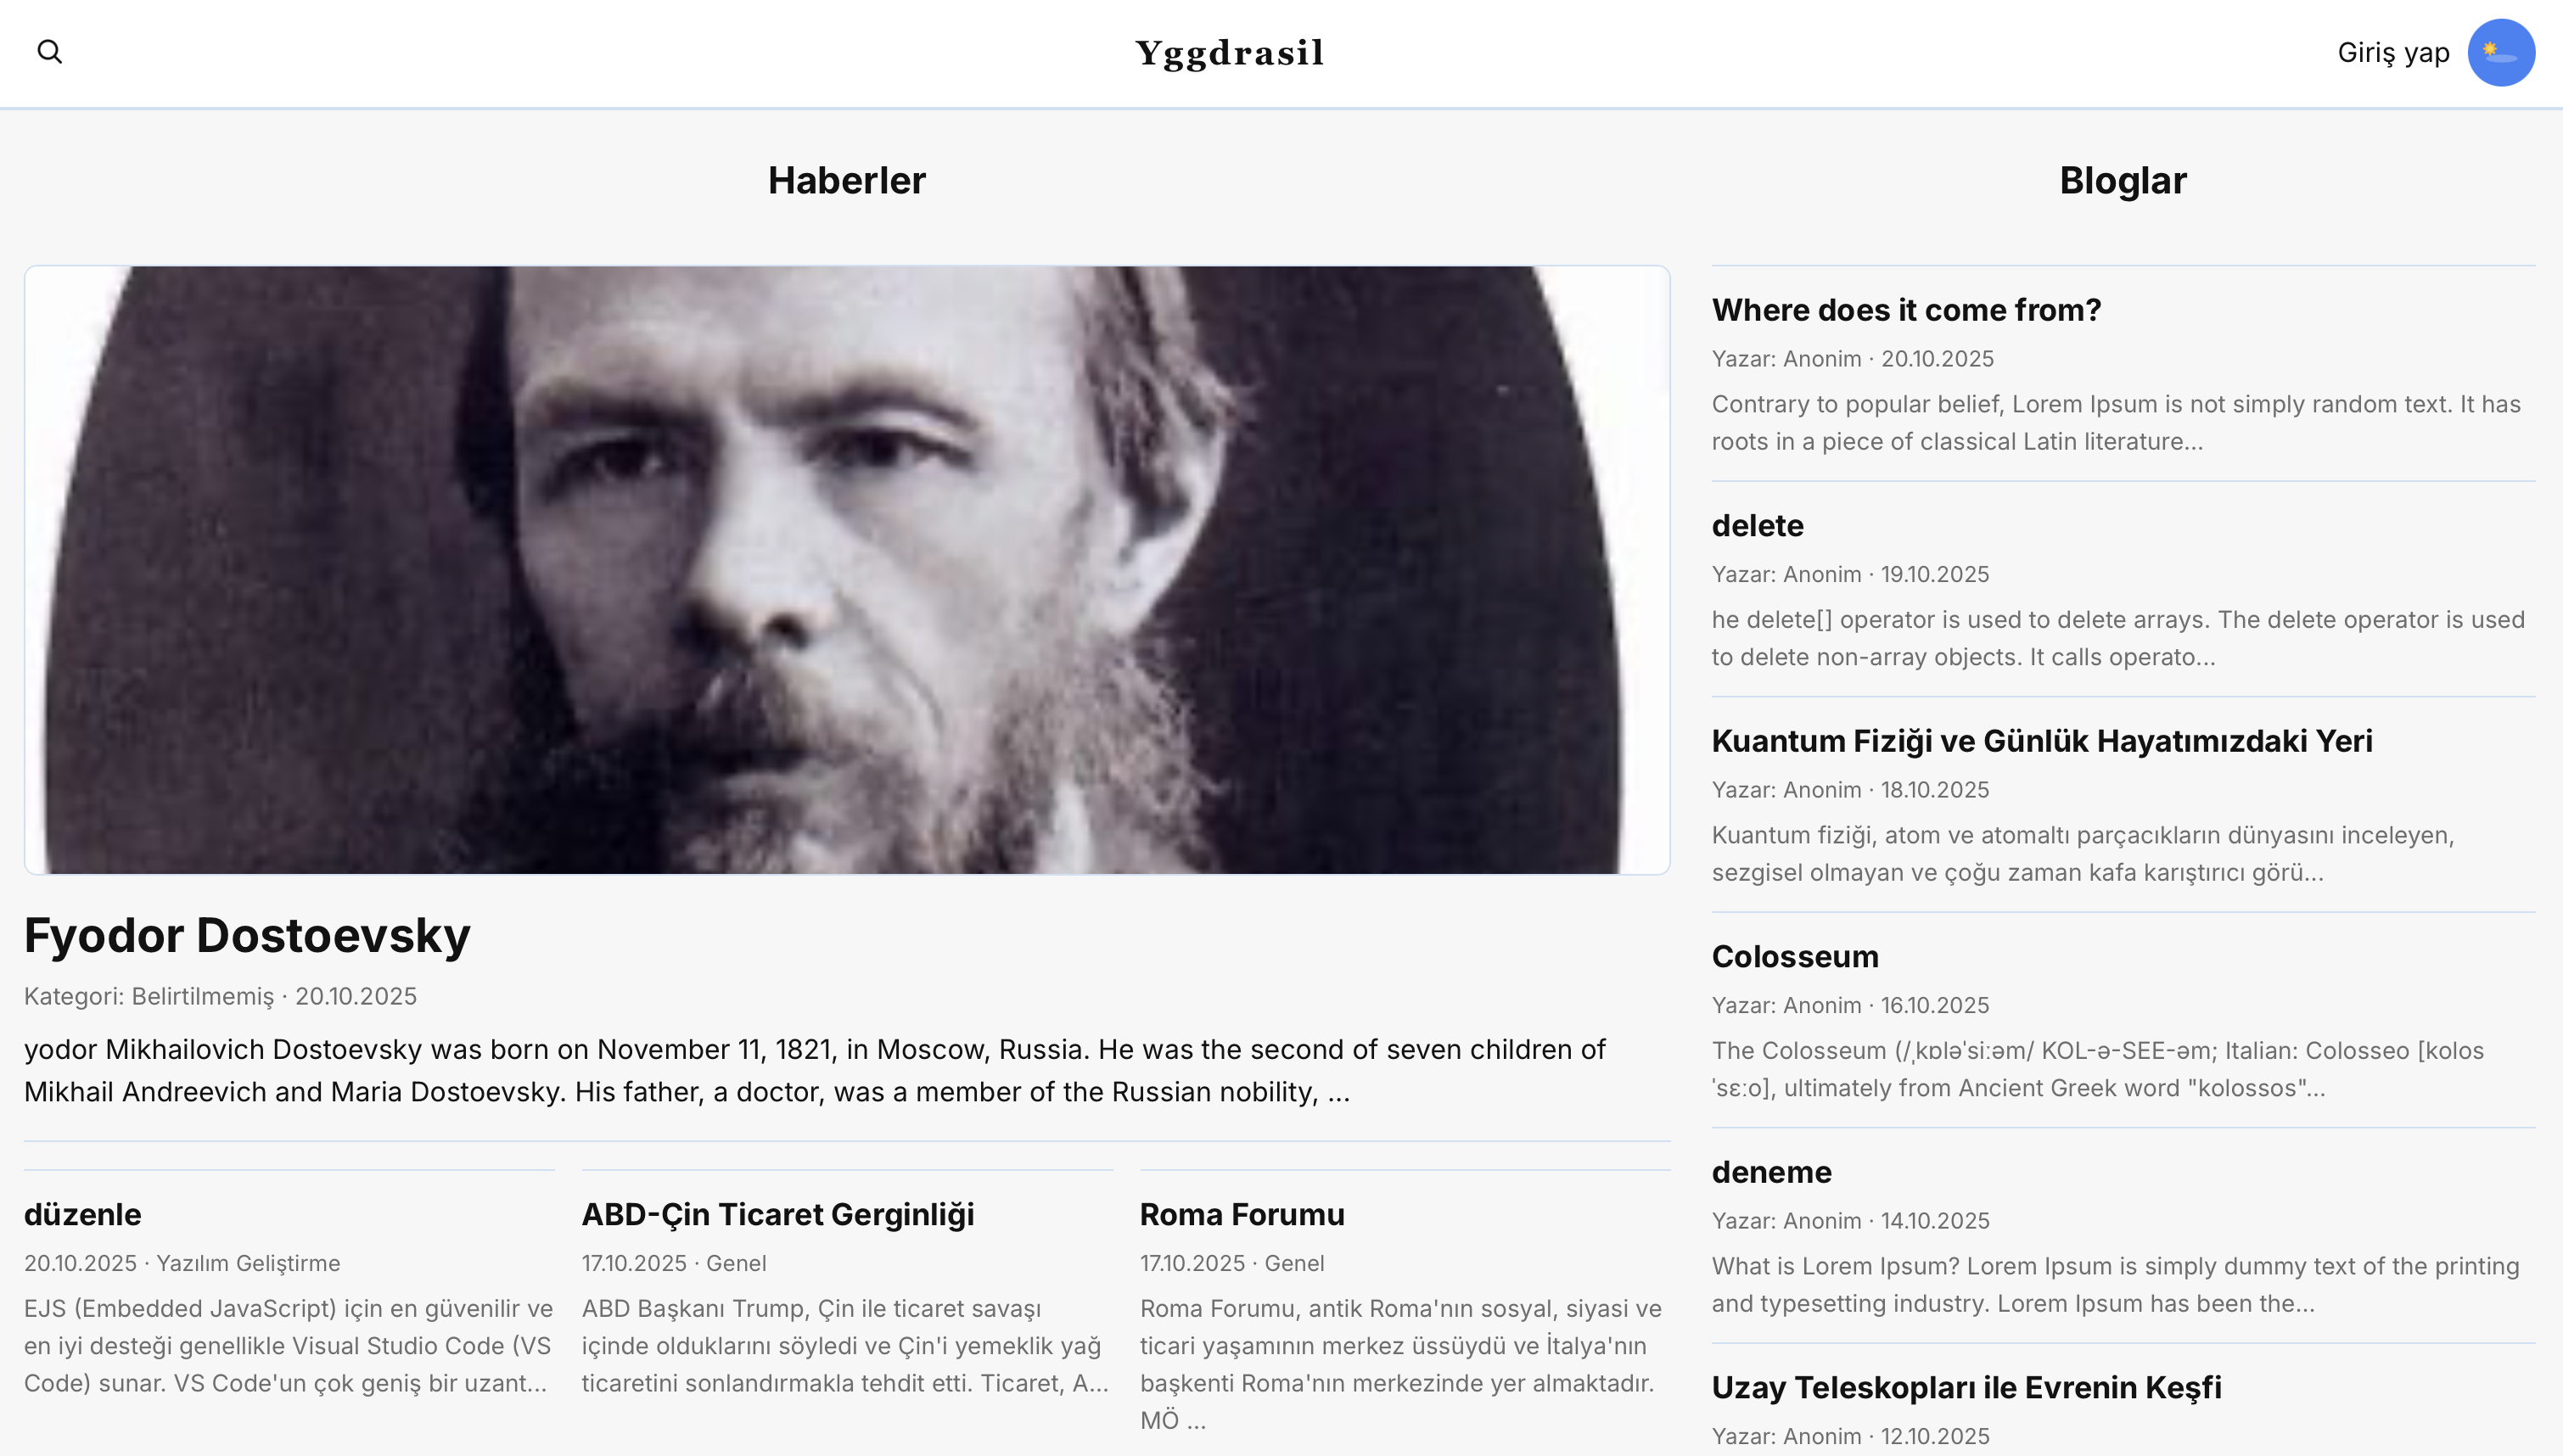 Yggdrasil
Giriş yap
Haberler
Fyodor Dostoevsky
Kategori: Belirtilmemiş · 20.10.2025
yodor Mikhailovich Dostoevsky was born on November 11, 1821, in Moscow, Russia. He was the second of seven children of
Mikhail Andreevich and Maria Dostoevsky. His father, a doctor, was a member of the Russian nobility, ...
düzenle
20.10.2025 · Yazılım Geliştirme
EJS (Embedded JavaScript) için en güvenilir ve
en iyi desteği genellikle Visual Studio Code (VS
Code) sunar. VS Code'un çok geniş bir uzant...
ABD-Çin Ticaret Gerginliği
17.10.2025 · Genel
ABD Başkanı Trump, Çin ile ticaret savaşı
içinde olduklarını söyledi ve Çin'i yemeklik yağ
ticaretini sonlandırmakla tehdit etti. Ticaret, A...
Roma Forumu
17.10.2025 · Genel
Roma Forumu, antik Roma'nın sosyal, siyasi ve
ticari yaşamının merkez üssüydü ve İtalya'nın
başkenti Roma'nın merkezinde yer almaktadır.
MÖ ...
Bloglar
Where does it come from?
Yazar: Anonim · 20.10.2025
Contrary to popular belief, Lorem Ipsum is not simply random text. It has
roots in a piece of classical Latin literature...
delete
Yazar: Anonim · 19.10.2025
he delete[] operator is used to delete arrays. The delete operator is used
to delete non-array objects. It calls operato...
Kuantum Fiziği ve Günlük Hayatımızdaki Yeri
Yazar: Anonim · 18.10.2025
Kuantum fiziği, atom ve atomaltı parçacıkların dünyasını inceleyen,
sezgisel olmayan ve çoğu zaman kafa karıştırıcı görü...
Colosseum
Yazar: Anonim · 16.10.2025
The Colosseum (/ˌkɒləˈsiːəm/ KOL-ə-SEE-əm; Italian: Colosseo [kolos
ˈsɛːo], ultimately from Ancient Greek word "kolossos"...
deneme
Yazar: Anonim · 14.10.2025
What is Lorem Ipsum? Lorem Ipsum is simply dummy text of the printing
and typesetting industry. Lorem Ipsum has been the...
Uzay Teleskopları ile Evrenin Keşfi
Yazar: Anonim · 12.10.2025